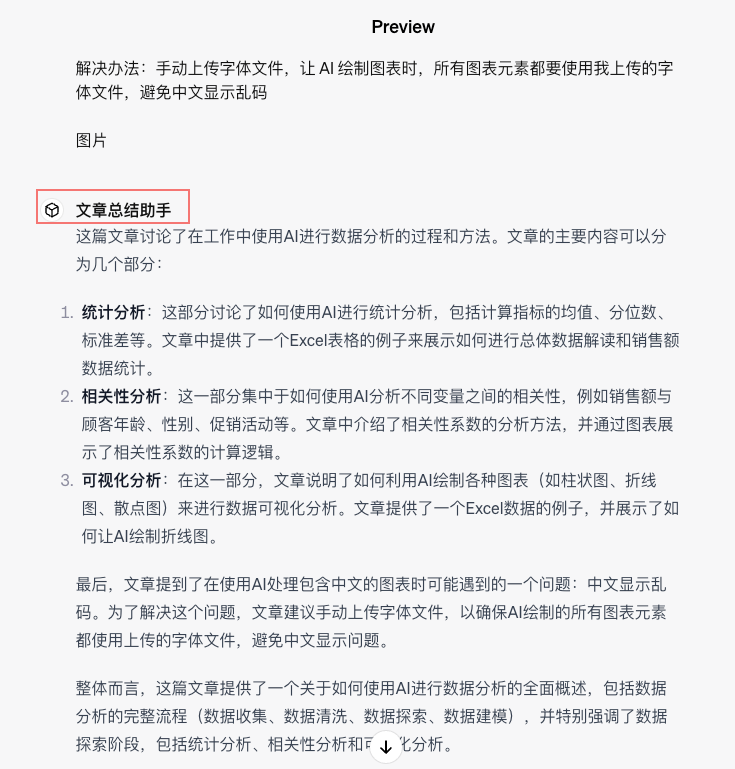 Preview
解决办法：手动上传字体文件，让 AI 绘制图表时，所有图表元素都要使用我上传的字
体文件，避免中文显示乱码
图片
文章总结助手
这篇文章讨论了在工作中使用AI进行数据分析的过程和方法。文章的主要内容可以分
为几个部分：
1. 统计分析：这部分讨论了如何使用AI进行统计分析，包括计算指标的均值、分位数、
标准差等。文章中提供了一个Excel表格的例子来展示如何进行总体数据解读和销售额
数据统计。
2. 相关性分析：这一部分集中于如何使用AI分析不同变量之间的相关性，例如销售额与
顾客年龄、性别、促销活动等。文章中介绍了相关性系数的分析方法，并通过图表展
示了相关性系数的计算逻辑。
3. 可视化分析：在这一部分，文章说明了如何利用AI绘制各种图表（如柱状图、折线
图、散点图）来进行数据可视化分析。文章提供了一个Excel数据的例子，并展示了如
何让AI绘制折线图。
最后，文章提到了在使用AI处理包含中文的图表时可能遇到的一个问题：中文显示乱
码。为了解决这个问题，文章建议手动上传字体文件，以确保AI绘制的所有图表元素
都使用上传的字体文件，避免中文显示问题。
整体而言，这篇文章提供了一个关于如何使用AI进行数据分析的全面概述，包括数据
分析的完整流程（数据收集、数据清洗、数据探索、数据建模），并特别强调了数据
探索阶段，包括统计分析、相关性分析和可化分析。